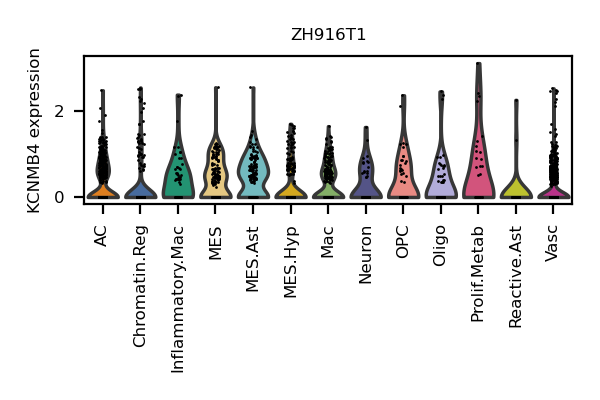 ZH916T1
KCNMB4 expression
2
0
AC
Chromatin.Reg
Inflammatory.Mac
MES
MES.Ast
MES.Hyp
Mac
Neuron
OPC
Oligo
Prolif.Metab
Reactive.Ast
Vasc